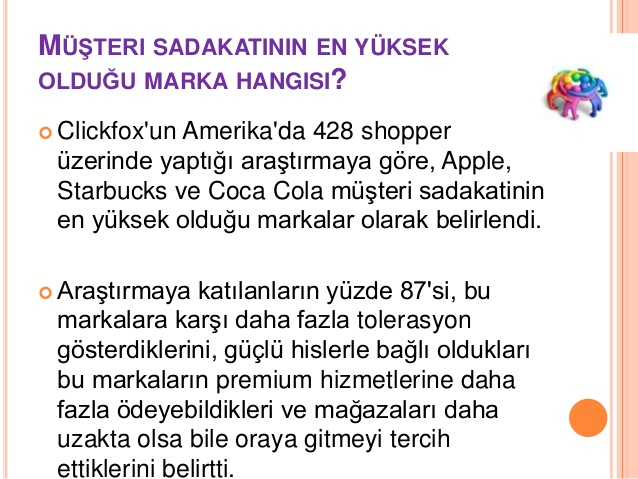 MÜŞTERI SADAKATININ EN YÜKSEK
OLDUĞU MARKA HANGISI?
Clickfox'un Amerika'da 428 shopper
üzerinde yaptığı araştırmaya göre, Apple,
Starbucks ve Coca Cola müşteri sadakatinin
en yüksek olduğu markalar olarak belirlendi.
Araştırmaya katılanların yüzde 87'si, bu
markalara karşı daha fazla tolerasyon
gösterdiklerini, güçlü hislerle bağlı oldukları
bu markaların premium hizmetlerine daha
fazla ödeyebildikleri ve mağazaları daha
uzakta olsa bile oraya gitmeyi tercih
ettiklerini belirtti.